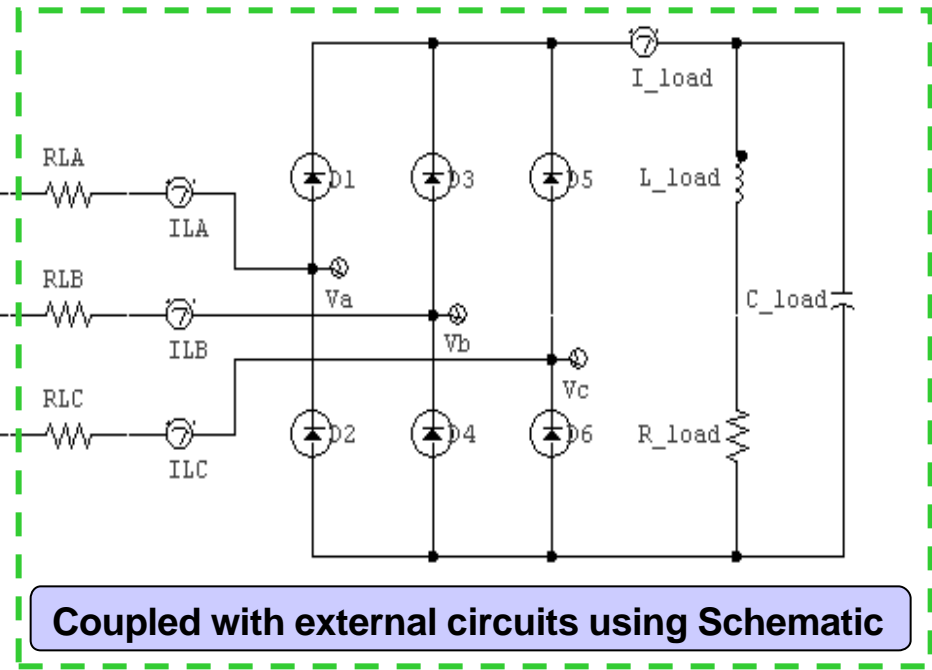 I_load
RLA
D1
D3
D5
L_load
ILA
RLB
Va
C_load
ILB
Vb
Vc
RLC
D2
D4
D6
R_load
ILC
Coupled with external circuits using Schematic